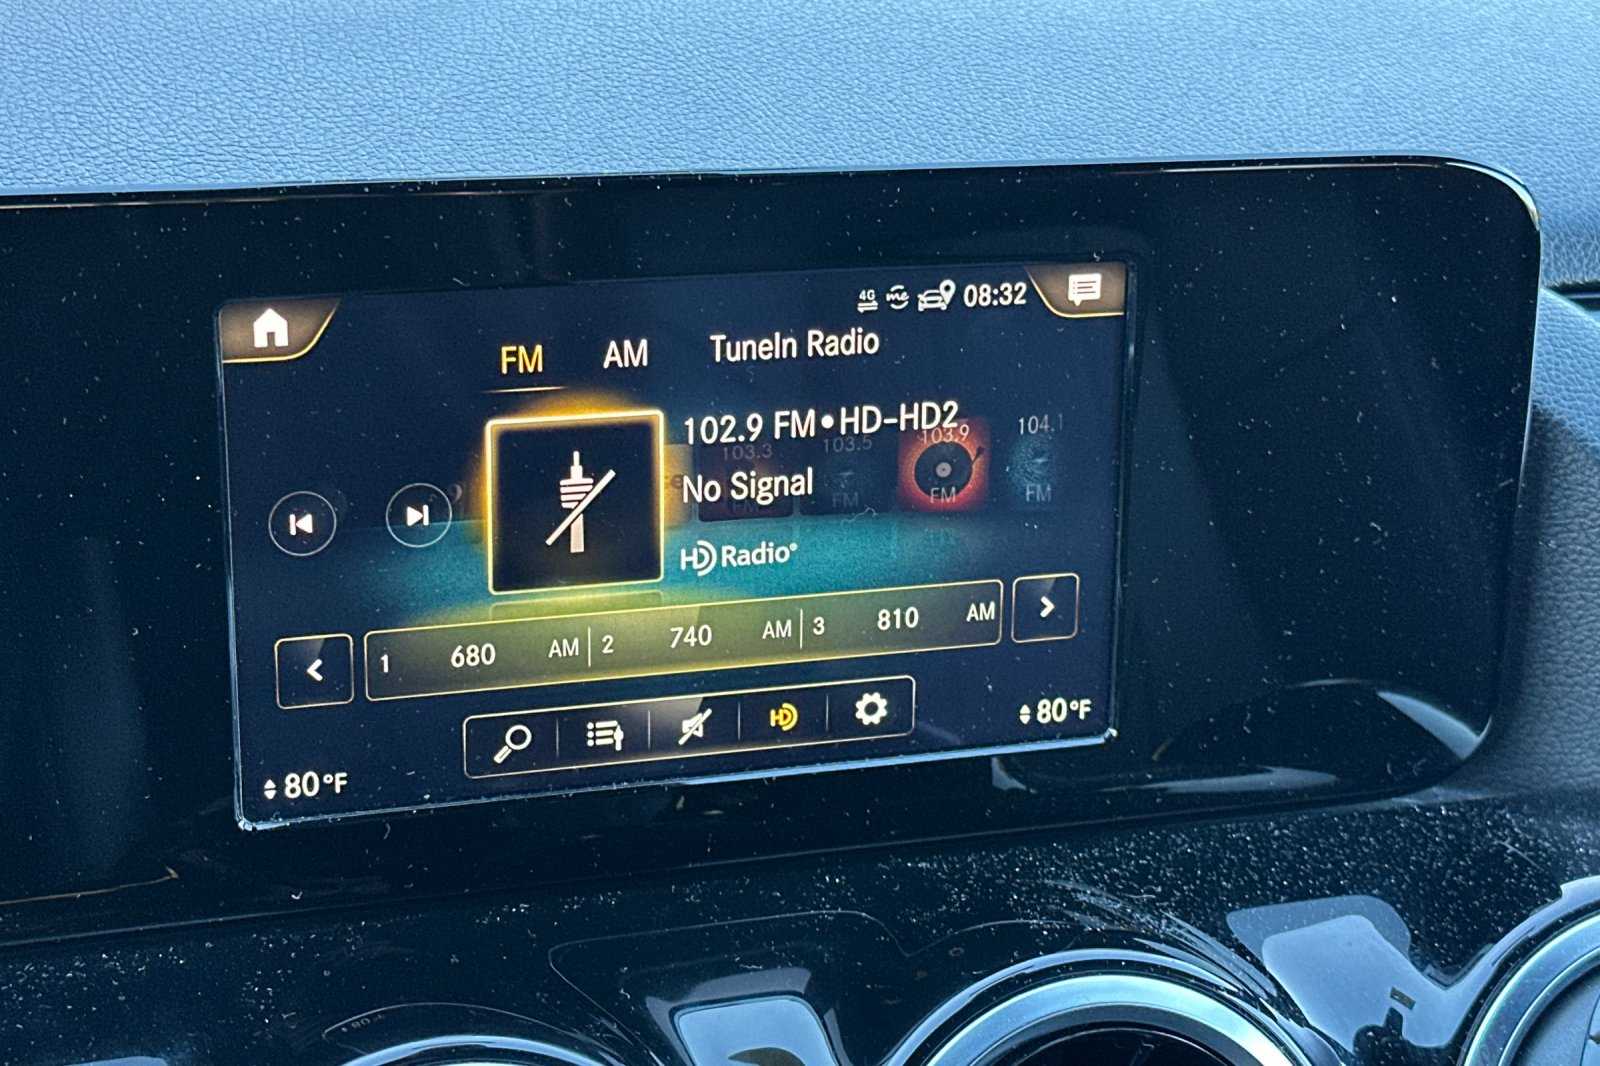 4G me 08:32
FM AM TuneIn Radio
102.9 FM•HD-HD2
103.3 103.5 103.9 104.1
No Signal
FM FM FM
HD Radio
1 680 AM 2 740 AM 3 810 AM
HD
80°F
80°F